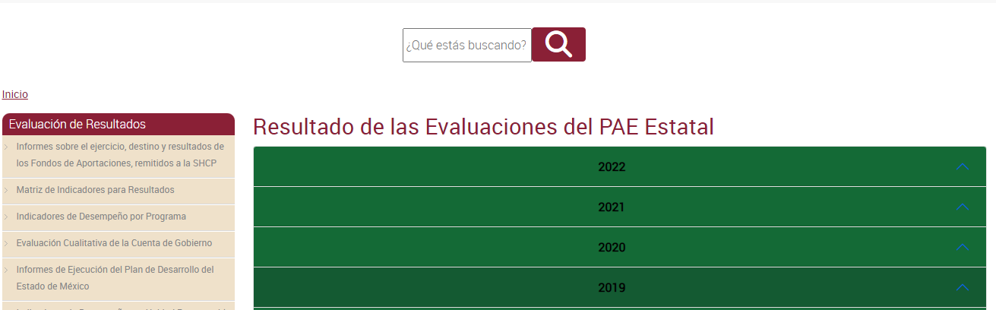 ¿Qué estás buscando?
Inicio
Evaluación de Resultados
Informes sobre el ejercicio, destino y resultados de
los Fondos de Aportaciones, remitidos a la SHCP
Matriz de Indicadores para Resultados
Indicadores de Desempeño por Programa
Evaluación Cualitativa de la Cuenta de Gobierno
Informes de Ejecución del Plan de Desarrollo del
Estado de México
Resultado de las Evaluaciones del PAE Estatal
2022
2021
2020
2019